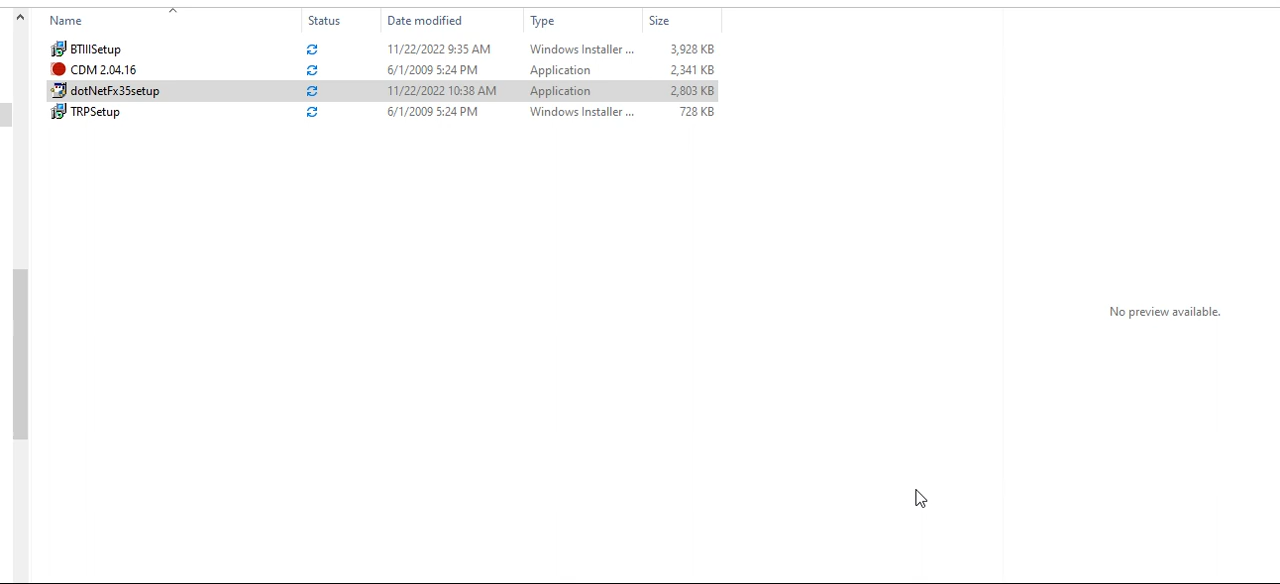 Name Status Date modified Type Size
BTIIISetup 11/22/2022 9:35 AM Windows Installer ... 3,928 KB
CDM 2.04.16 6/1/2009 5:24 PM Application 2,341 KB
dotNetFx35setup 11/22/2022 10:38 AM Application 2,803 KB
TRPSetup 6/1/2009 5:24 PM Windows Installer ... 728 KB
No preview available.